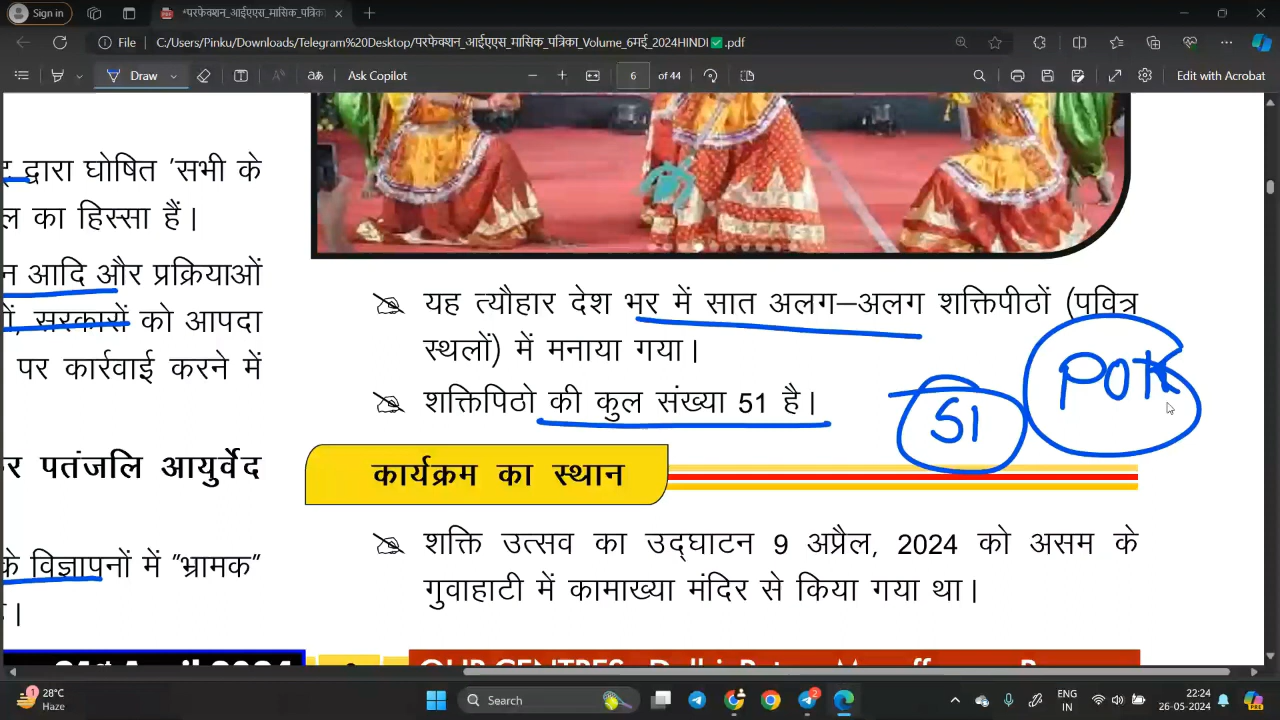 Sign in
*परफेक्शन_आईएएस_मासिक_पत्रिका
File
C:/Users/Pinku/Downloads/Telegram%20Desktop/परफेक्शन_आईएएस_मासिक_पत्रिका_Volume_6मई_2024HINDI✅.pdf
Draw
Ask Copilot
6 of 44
Edit with Acrobat
द्वारा घोषित 'सभी के
ल का हिस्सा हैं।
न आदि और प्रक्रियाओं
सरकारों को आपदा
पर कार्रवाई करने में
र पतंजलि आयुर्वेद
के विज्ञापनों में "भ्रामक"
है।
यह त्यौहार देश भर में सात अलग–अलग शक्तिपीठों (पवित्र
स्थलों) में मनाया गया।
शक्तिपिठो की कुल संख्या 51 है।
51
POK
कार्यक्रम का स्थान
शक्ति उत्सव का उद्घाटन 9 अप्रैल, 2024 को असम के
गुवाहाटी में कामाख्या मंदिर से किया गया था।
28°C
Haze
Search
ENG
IN
22:24
26-05-2024